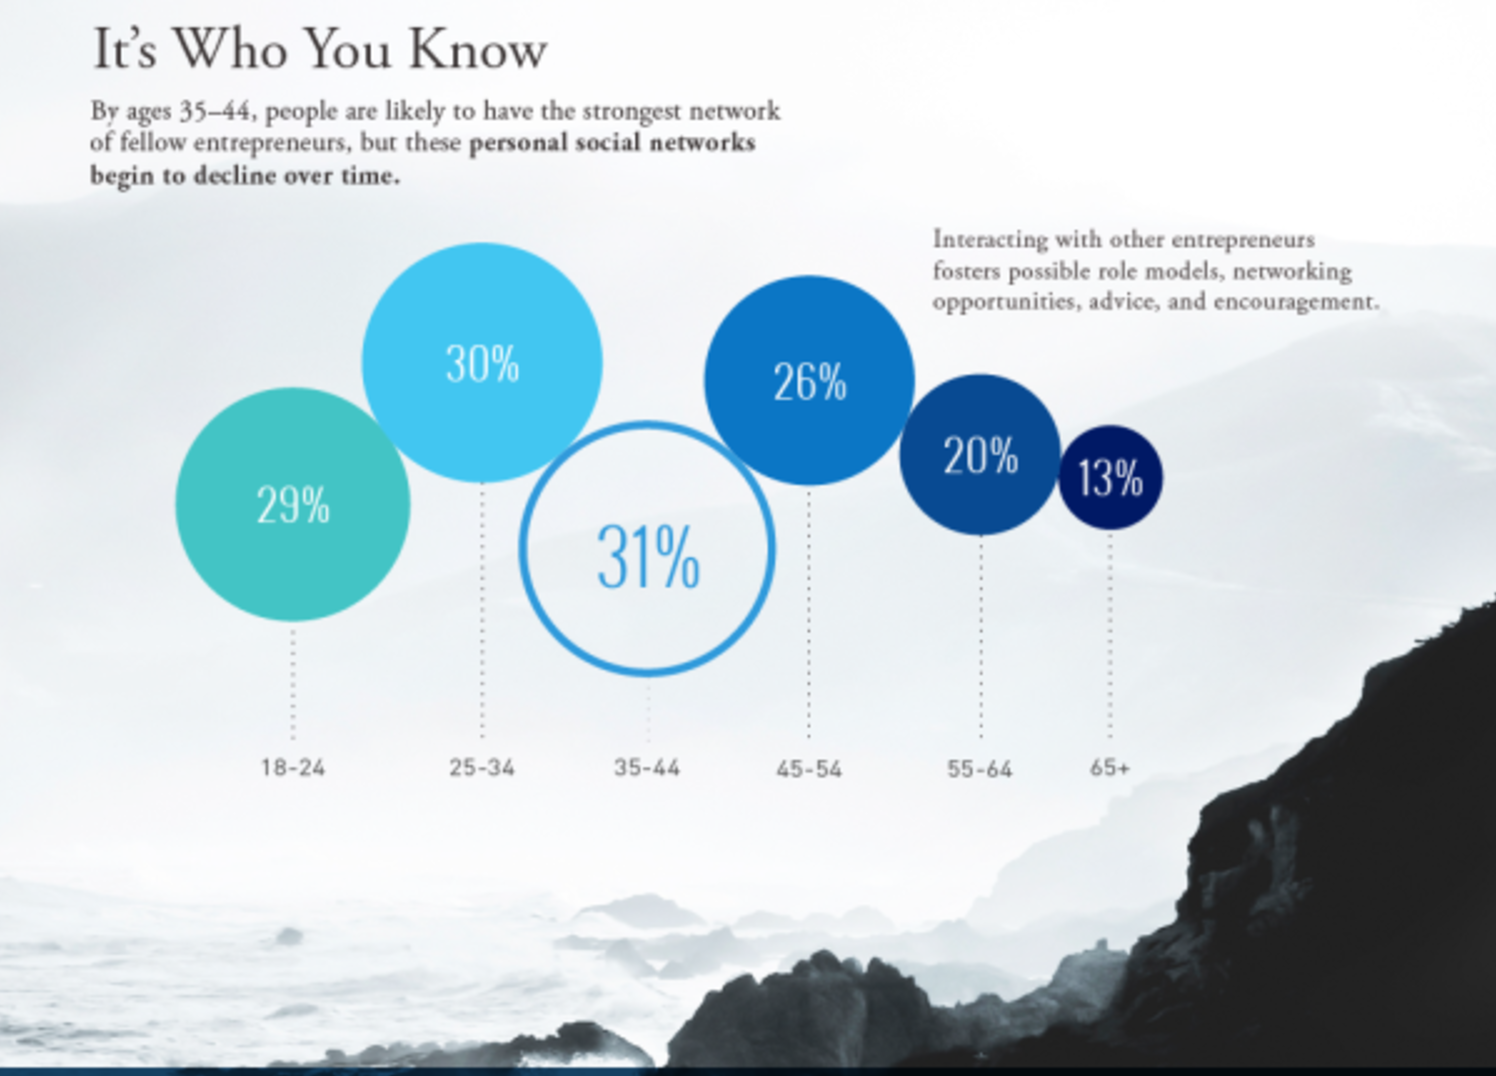 It's Who You Know
By ages 35–44, people are likely to have the strongest network
of fellow entrepreneurs, but these personal social networks
begin to decline over time.
Interacting with other entrepreneurs
fosters possible role models, networking
opportunities, advice, and encouragement.
29%
30%
31%
26%
20%
13%
18-24
25-34
35-44
45-54
55-64
65+